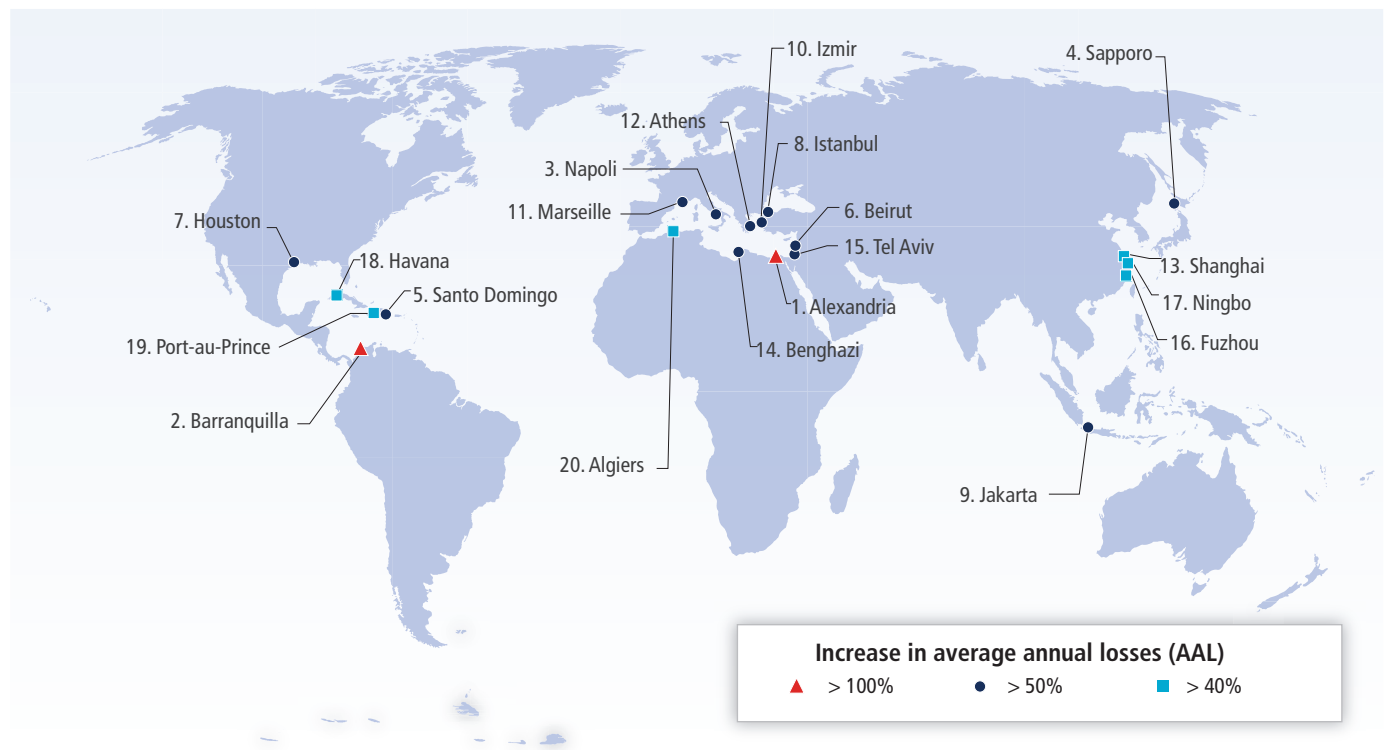 10. Izmir
4. Sapporo
12. Athens
8. Istanbul
3. Napoli
11. Marseille
6. Beirut
7. Houston
15. Tel Aviv
18. Havana
13. Shanghai
5. Santo Domingo
17. Ningbo
1. Alexandria
19. Port-au-Prince
14. Benghazi
16. Fuzhou
2. Barranquilla
20. Algiers
9. Jakarta
Increase in average annual losses (AAL)
> 100% > 50% > 40%